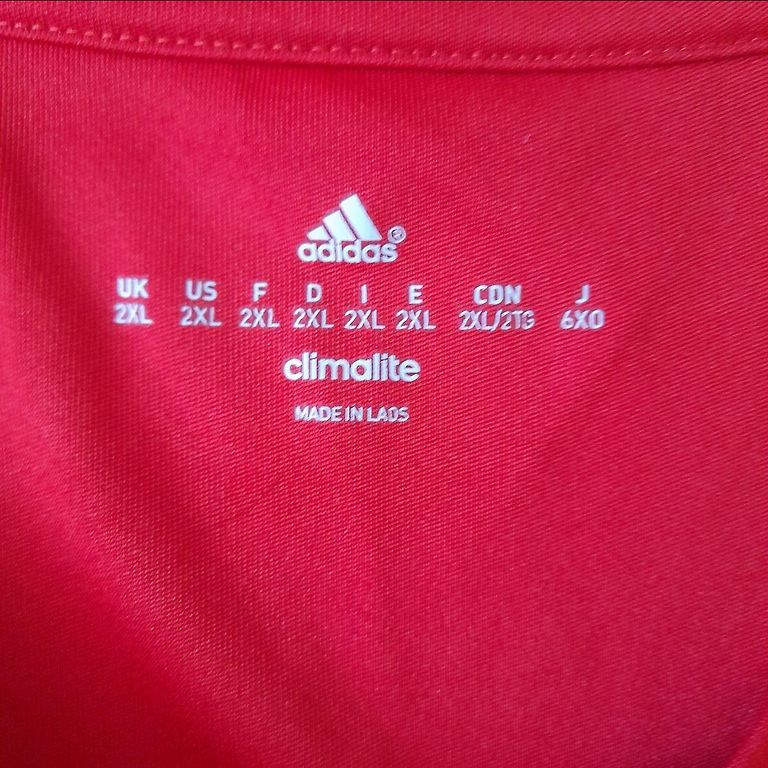 adidas®
UK US F D I E CDN J
2XL 2XL 2XL 2XL 2XL 2XL 2XL/2TG 6XO
climalite
MADE IN LAOS